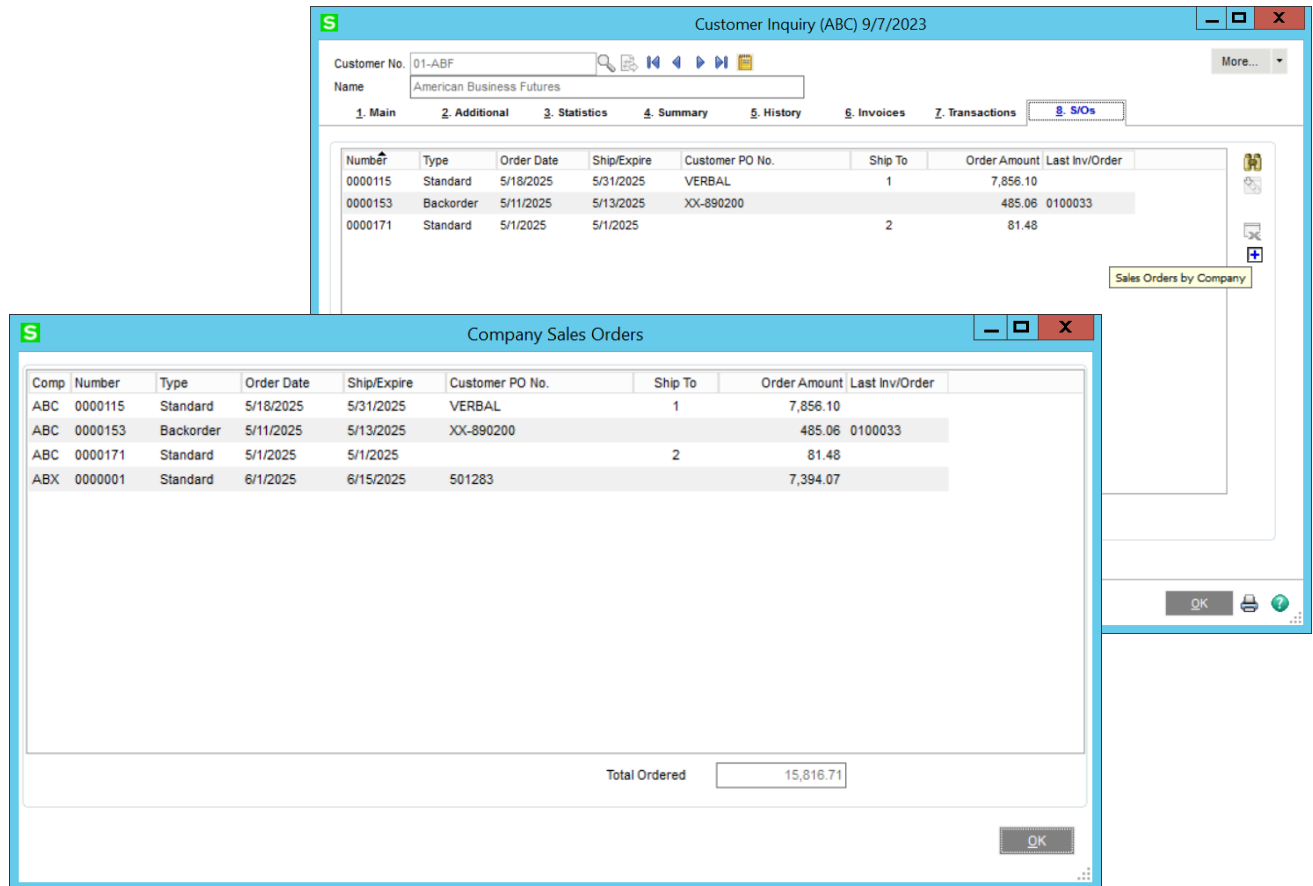 S Customer Inquiry (ABC) 9/7/2023 X
Customer No. 01-ABF More...
Name American Business Futures
1. Main 2. Additional 3. Statistics 4. Summary 5. History 6. Invoices 7. Transactions 8. S/Os
Number Type Order Date Ship/Expire Customer PO No. Ship To Order Amount Last Inv/Order
0000115 Standard 5/18/2025 5/31/2025 VERBAL 1 7,856.10
0000153 Backorder 5/11/2025 5/13/2025 XX-890200 485.06 0100033
0000171 Standard 5/1/2025 5/1/2025 2 81.48
Sales Orders by Company
OK
S Company Sales Orders X
Comp Number Type Order Date Ship/Expire Customer PO No. Ship To Order Amount Last Inv/Order
ABC 0000115 Standard 5/18/2025 5/31/2025 VERBAL 1 7,856.10
ABC 0000153 Backorder 5/11/2025 5/13/2025 XX-890200 485.06 0100033
ABC 0000171 Standard 5/1/2025 5/1/2025 2 81.48
ABX 0000001 Standard 6/1/2025 6/15/2025 501283 7,394.07
Total Ordered 15,816.71
OK